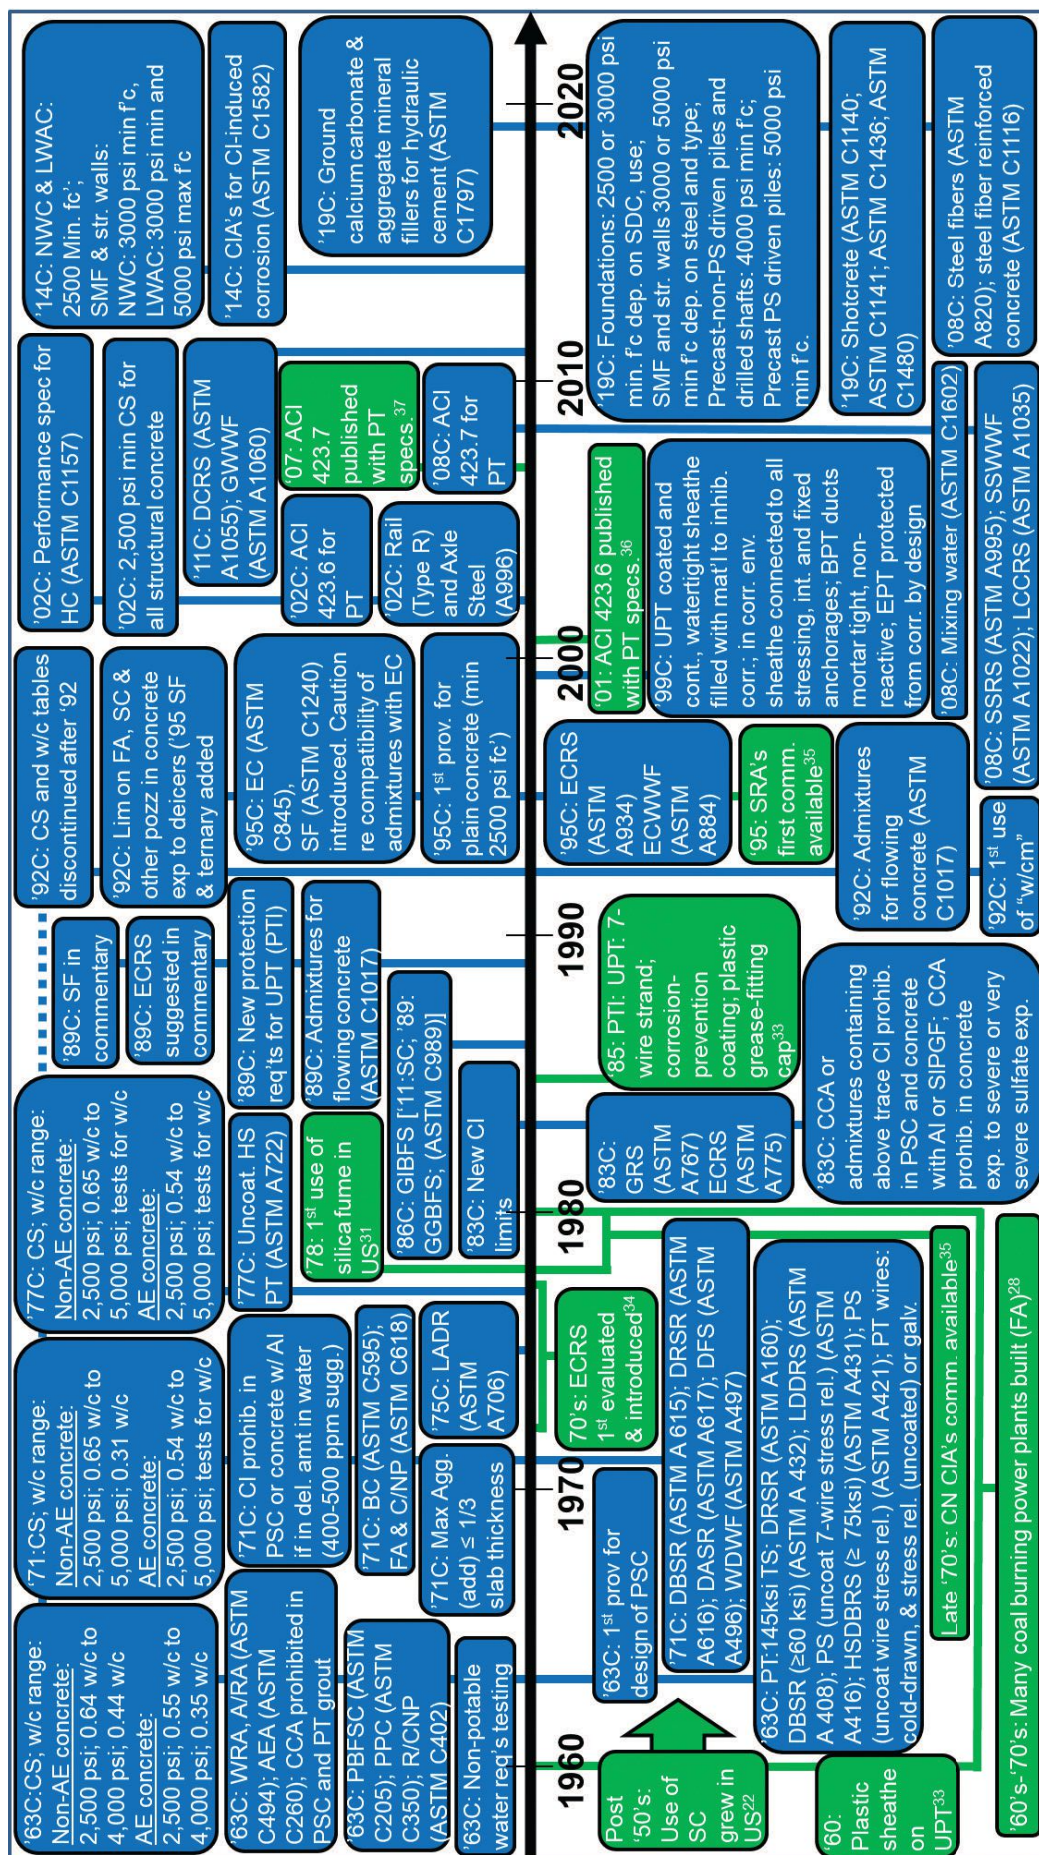 '63C:CS; w/c range:
Non-AE concrete:
2,500 psi; 0.64 w/c to
4,000 psi; 0.44 w/c
AE concrete:
2,500 psi; 0.55 w/c to
4,000 psi; 0.35 w/c
'71:CS; w/c range:
Non-AE concrete:
2,500 psi; 0.65 w/c to
5,000 psi; 0.31 w/c
AE concrete:
2,500 psi; 0.54 w/c to
5,000 psi; tests for w/c
'77C: CS; w/c range:
Non-AE concrete:
2,500 psi; 0.65 w/c to
5,000 psi; tests for w/c
AE concrete:
2,500 psi; 0.54 w/c to
5,000 psi; tests for w/c
'89C: SF in
commentary
'89C: ECRS
suggested in
commentary
'92C: CS and w/c tables
discontinued after '92
'92C: Lim on FA, SC &
other pozz in concrete
exp to deicers ('95 SF
& ternary added
'02C: Performance spec for
HC (ASTM C1157)
'02C: 2,500 psi min CS for
all structural concrete
'11C: DCRS (ASTM
A1055); GWWF
(ASTM A1060)
'14C: NWC & LWAC:
2500 Min. fc';
SMF & str. walls:
NWC: 3000 psi min f'c,
LWAC: 3000 psi min and
5000 psi max f'c
'14C: CIA's for Cl-induced
corrosion (ASTM C1582)
'63C: WRA, A/RA (ASTM
C494); AEA (ASTM
C260); CCA prohibited in
PSC and PT grout
'63C: PBFSC (ASTM
C205); PPC (ASTM
C350); R/CNP
(ASTM C402)
'63C: Non-potable
water req's testing
'71C: Cl prohib. in
PSC or concrete w/ Al
if in del. amt in water
(400-500 ppm sugg.)
'71C: BC (ASTM C595);
FA & C/NP (ASTM C618)
'71C: Max Agg.
(add) ≤ 1/3
slab thickness
'75C: LADR
(ASTM
A706)
'77C: Uncoat. HS
PT (ASTM A722)
'78: 1st use of
silica fume in
US31
'89C: New protection
req'ts for UPT (PTI)
'89C: Admixtures for
flowing concrete
(ASTM C1017)
'86C: GIBFS ['11:SC; '89:
GGBFS; (ASTM C989)]
'83C: New Cl
limits
'95C: EC (ASTM
C845),
SF (ASTM C1240)
introduced. Caution
re compatibility of
admixtures with EC
'95C: 1st prov. for
plain concrete (min
2500 psi fc')
'02C: ACI
423.6 for
PT
'02C: Rail
(Type R)
and Axle
Steel
(A996)
'07: ACI
423.7
published
with PT
specs.37
'08C: ACI
423.7 for
PT
'19C: Ground
calcium carbonate &
aggregate mineral
fillers for hydraulic
cement (ASTM
C1797)
1960
1970
1980
1990
2000
2010
2020
Post
'50's:
Use of
SC
grew in
US22
'60:
Plastic
sheathe
on
UPT33
'63C: 1st prov for
design of PSC
'71C: DBSR (ASTM A 615); DRSR (ASTM
A616); DASR (ASTM A617); DFS (ASTM
A496); WDWF (ASTM A497)
'63C: PT:145ksi TS; DRSR (ASTM A160);
DBSR (≥60 ksi) (ASTM A 432); LDDRS (ASTM
A 408); PS (uncoat 7-wire stress rel.) (ASTM
A416); HSDBRS (≥ 75ksi) (ASTM A431); PS
(uncoat wire stress rel.) (ASTM A421); PT wires:
cold-drawn, & stress rel. (uncoated) or galv.
70's: ECRS
1st evaluated
& introduced34
Late '70's: CN CIA's comm. available35
'60's-'70's: Many coal burning power plants built (FA)28
'83C:
GRS
(ASTM
A767)
ECRS
(ASTM
A775)
'85: PTI: UPT: 7-
wire strand;
corrosion-
prevention
coating; plastic
grease-fitting
cap33
'83C: CCA or
admixtures containing
above trace Cl prohib.
in PSC and concrete
with Al or SIPGF; CCA
prohib. in concrete
exp. to severe or very
severe sulfate exp.
'95C: ECRS
(ASTM
A934)
ECWWF
(ASTM
A884)
'95: SRA's
first comm.
available35
'92C: Admixtures
for flowing
concrete (ASTM
C1017)
'92C: 1st use
of “w/cm”
'01: ACI 423.6 published
with PT specs.36
'99C: UPT coated and
cont., watertight sheathe
filled with mat'l to inhib.
corr.; in corr. env.
sheathe connected to all
stressing, int. and fixed
anchorages; BPT ducts
mortar tight, non-
reactive; EPT protected
from corr. by design
'08C: Mixing water (ASTM C1602)
'08C: SSRS (ASTM A995); SSWWF
(ASTM A1022); LCCRS (ASTM A1035)
'19C: Foundations: 2500 or 3000 psi
min. f'c dep. on SDC, use;
SMF and str. walls 3000 or 5000 psi
min f'c dep on steel and type;
Precast-non-PS driven piles and
drilled shafts: 4000 psi min f'c;
Precast PS driven piles: 5000 psi
min f'c.
'19C: Shotcrete (ASTM C1140;
ASTM C1141; ASTM C1436; ASTM
C1480)
'08C: Steel fibers (ASTM
A820); steel fiber reinforced
concrete (ASTM C1116)